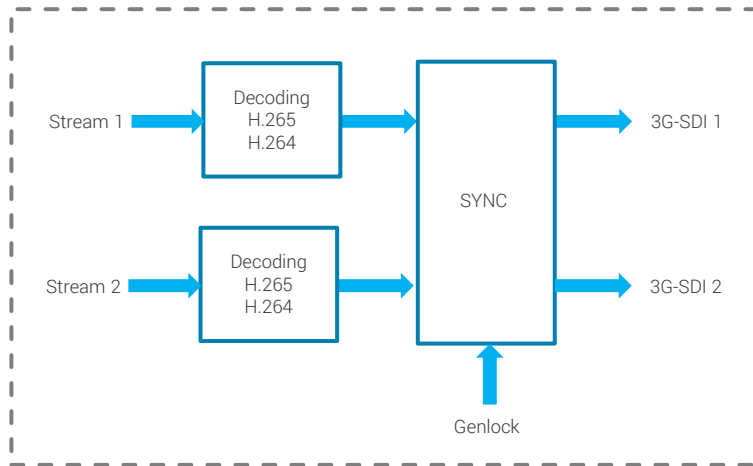 Stream 1
Decoding
H.265
H.264
3G-SDI 1
SYNC
Stream 2
Decoding
H.265
H.264
3G-SDI 2
Genlock